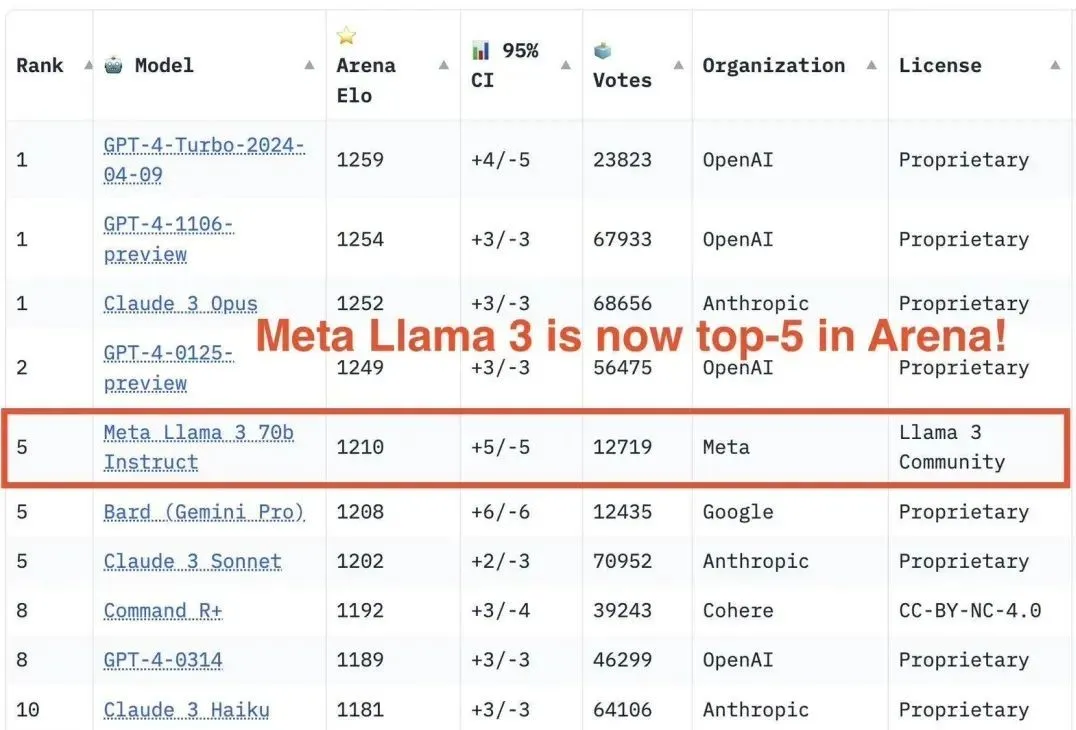 Rank 🤖 Model ⭐ Arena Elo 📊 95% CI 🗳️ Votes Organization License
1 GPT-4-Turbo-2024-04-09 1259 +4/-5 23823 OpenAI Proprietary
1 GPT-4-1106-preview 1254 +3/-3 67933 OpenAI Proprietary
1 Claude 3 Opus 1252 +3/-3 68656 Anthropic Proprietary
Meta Llama 3 is now top-5 in Arena!
2 GPT-4-0125-preview 1249 +3/-3 56475 OpenAI Proprietary
5 Meta Llama 3 70b Instruct 1210 +5/-5 12719 Meta Llama 3 Community
5 Bard (Gemini Pro) 1208 +6/-6 12435 Google Proprietary
5 Claude 3 Sonnet 1202 +2/-3 70952 Anthropic Proprietary
8 Command R+ 1192 +3/-4 39243 Cohere CC-BY-NC-4.0
8 GPT-4-0314 1189 +3/-3 46299 OpenAI Proprietary
10 Claude 3 Haiku 1181 +3/-3 64106 Anthropic Proprietary